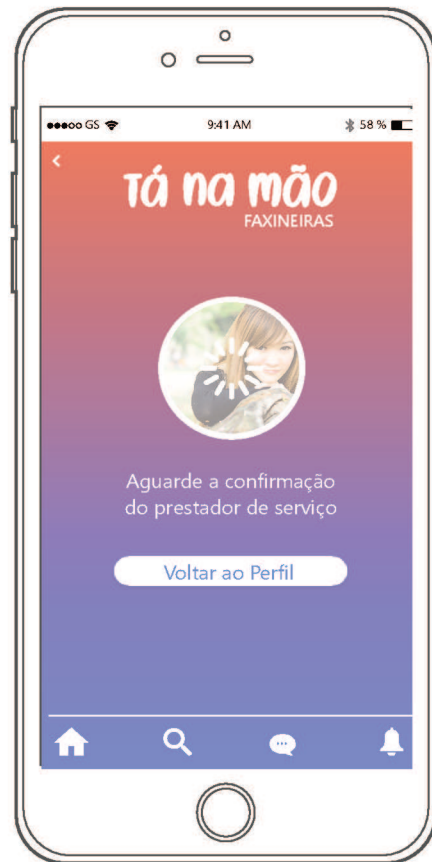 ●●●○○ GS 9:41 AM 58 %
Tá na mão
FAXINEIRAS
Aguarde a confirmação
do prestador de serviço
Voltar ao Perfil